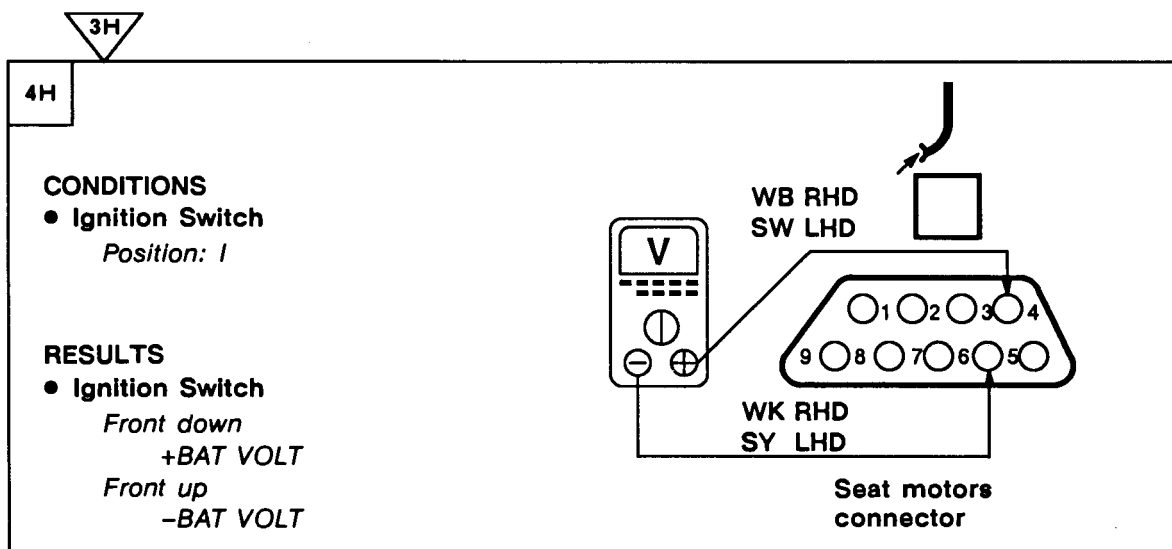 3H
4H
CONDITIONS
● Ignition Switch
Position: I
RESULTS
● Ignition Switch
Front down
+BAT VOLT
Front up
–BAT VOLT
WB RHD
SW LHD
V
1 2 3 4
9 8 7 6 5
− +
WK RHD
SY LHD
Seat motors
connector